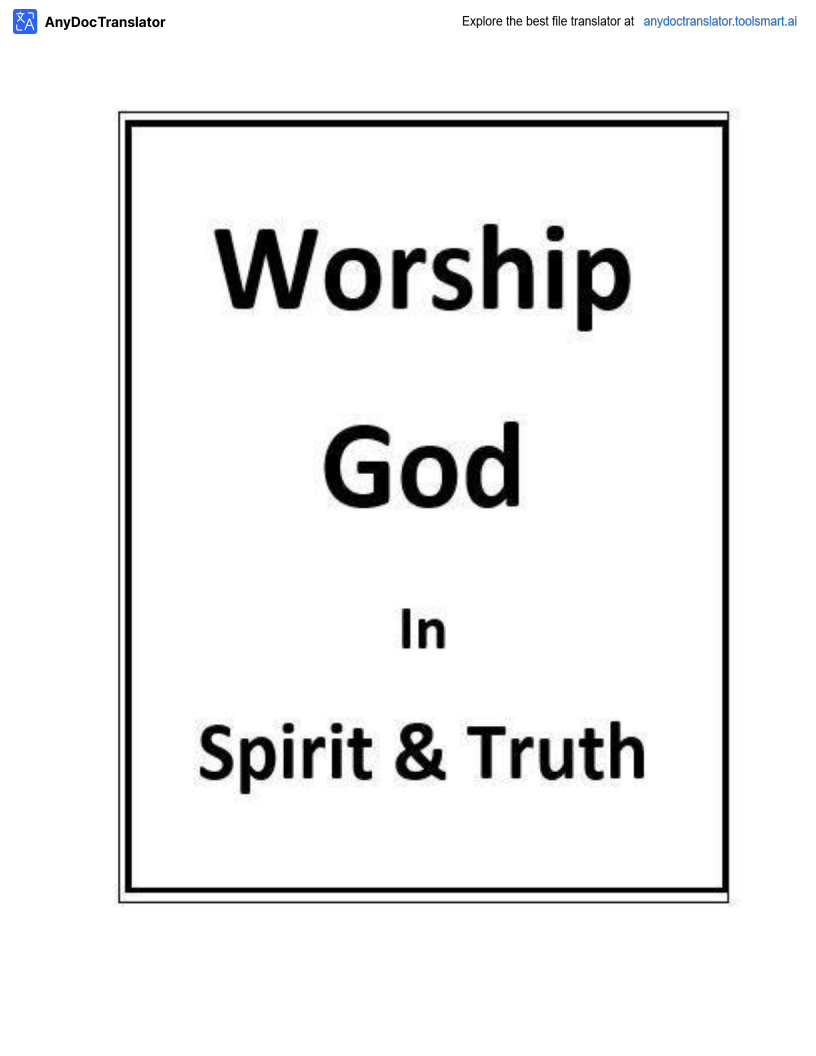 AnyDocTranslator
Explore the best file translator at anydoctranslator.toolsmart.ai
Worship
God
In
Spirit & Truth